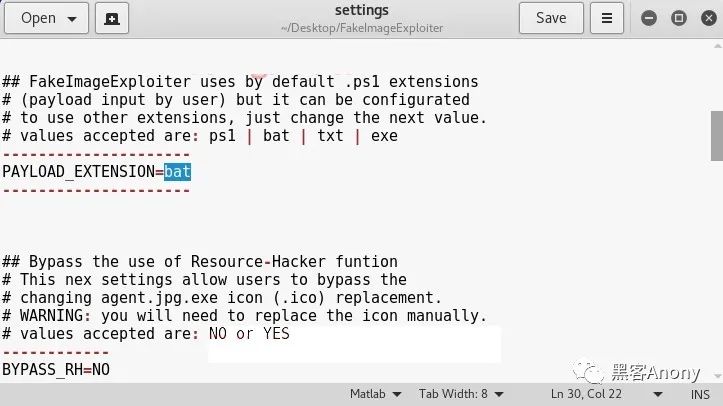 Open
settings
~/Desktop/FakeImageExploiter
Save
## FakeImageExploiter uses by default .ps1 extensions
# (payload input by user) but it can be configurated
# to use other extensions, just change the next value.
# values accepted are: ps1 | bat | txt | exe
---------------------
PAYLOAD_EXTENSION=bat
---------------------
## Bypass the use of Resource-Hacker funtion
# This nex settings allow users to bypass the
# changing agent.jpg.exe icon (.ico) replacement.
# WARNING: you will need to replace the icon manually.
# values accepted are: NO or YES
------------
BYPASS_RH=NO
黑客Anony
Matlab Tab Width: 8 Ln 30, Col 22 INS